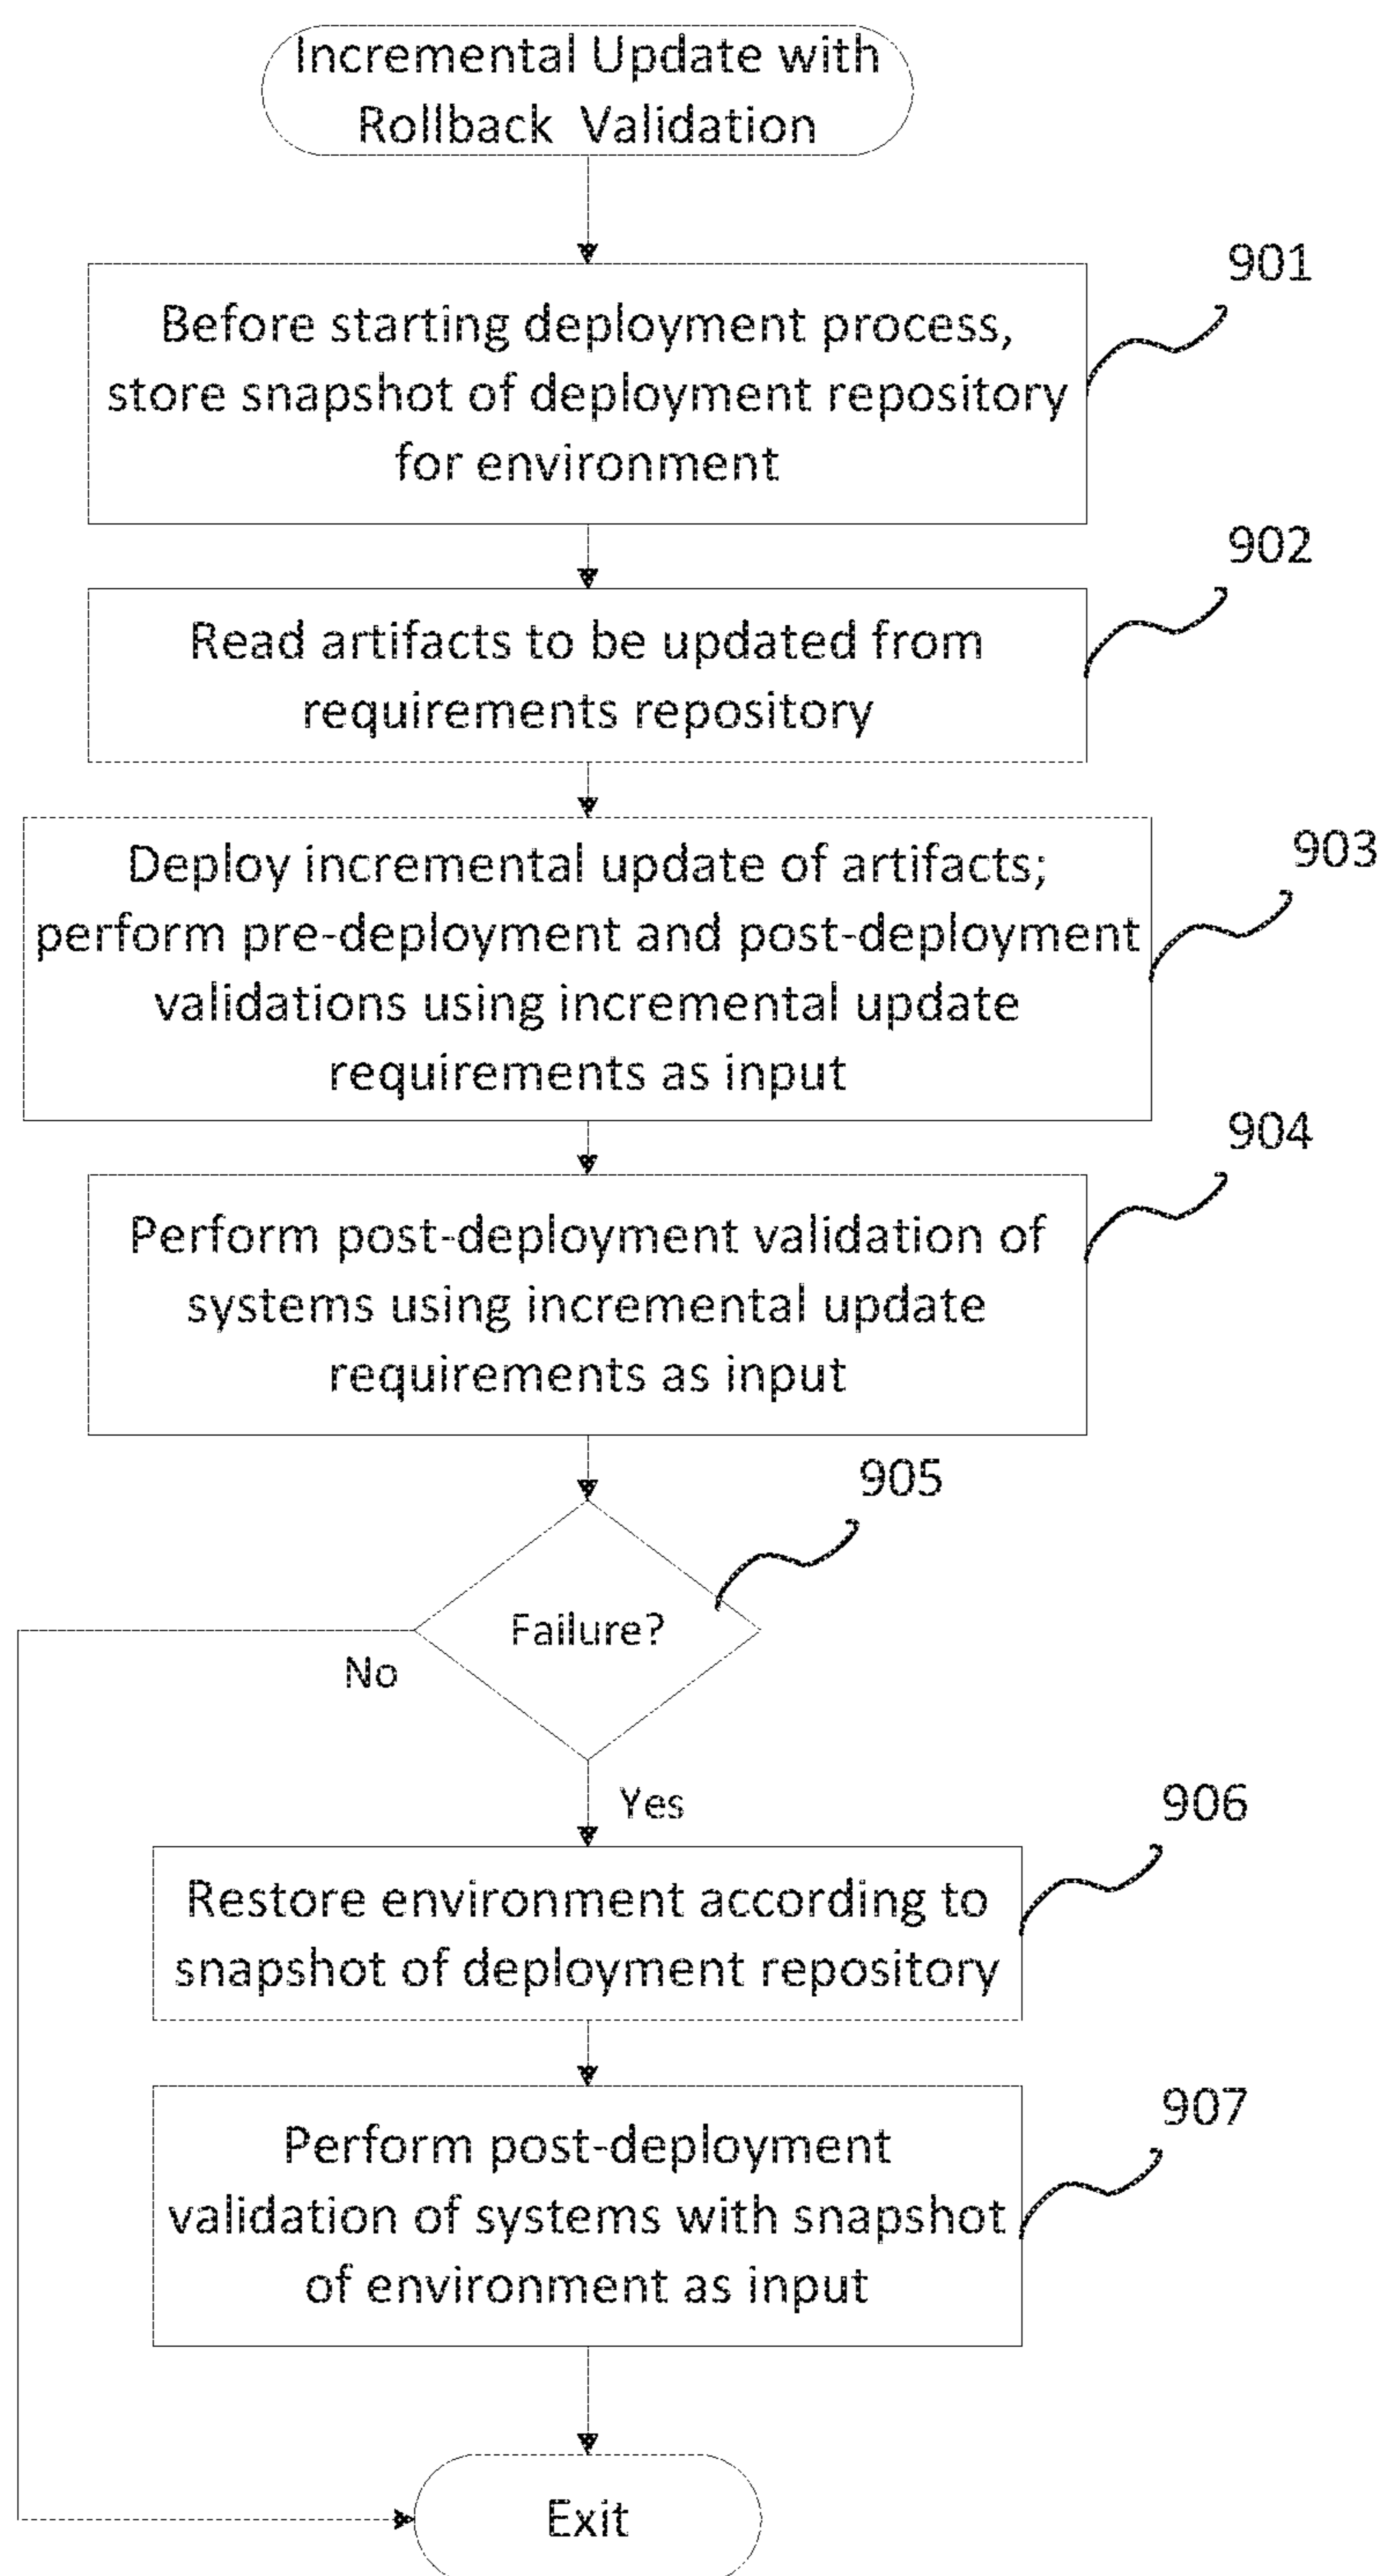 Incremental Update with
Rollback Validation
901
Before starting deployment process,
store snapshot of deployment repository
for environment
902
Read artifacts to be updated from
requirements repository
903
Deploy incremental update of artifacts;
perform pre-deployment and post-deployment
validations using incremental update
requirements as input
904
Perform post-deployment validation of
systems using incremental update
requirements as input
905
Failure?
No
Yes
906
Restore environment according to
snapshot of deployment repository
907
Perform post-deployment
validation of systems with snapshot
of environment as input
Exit